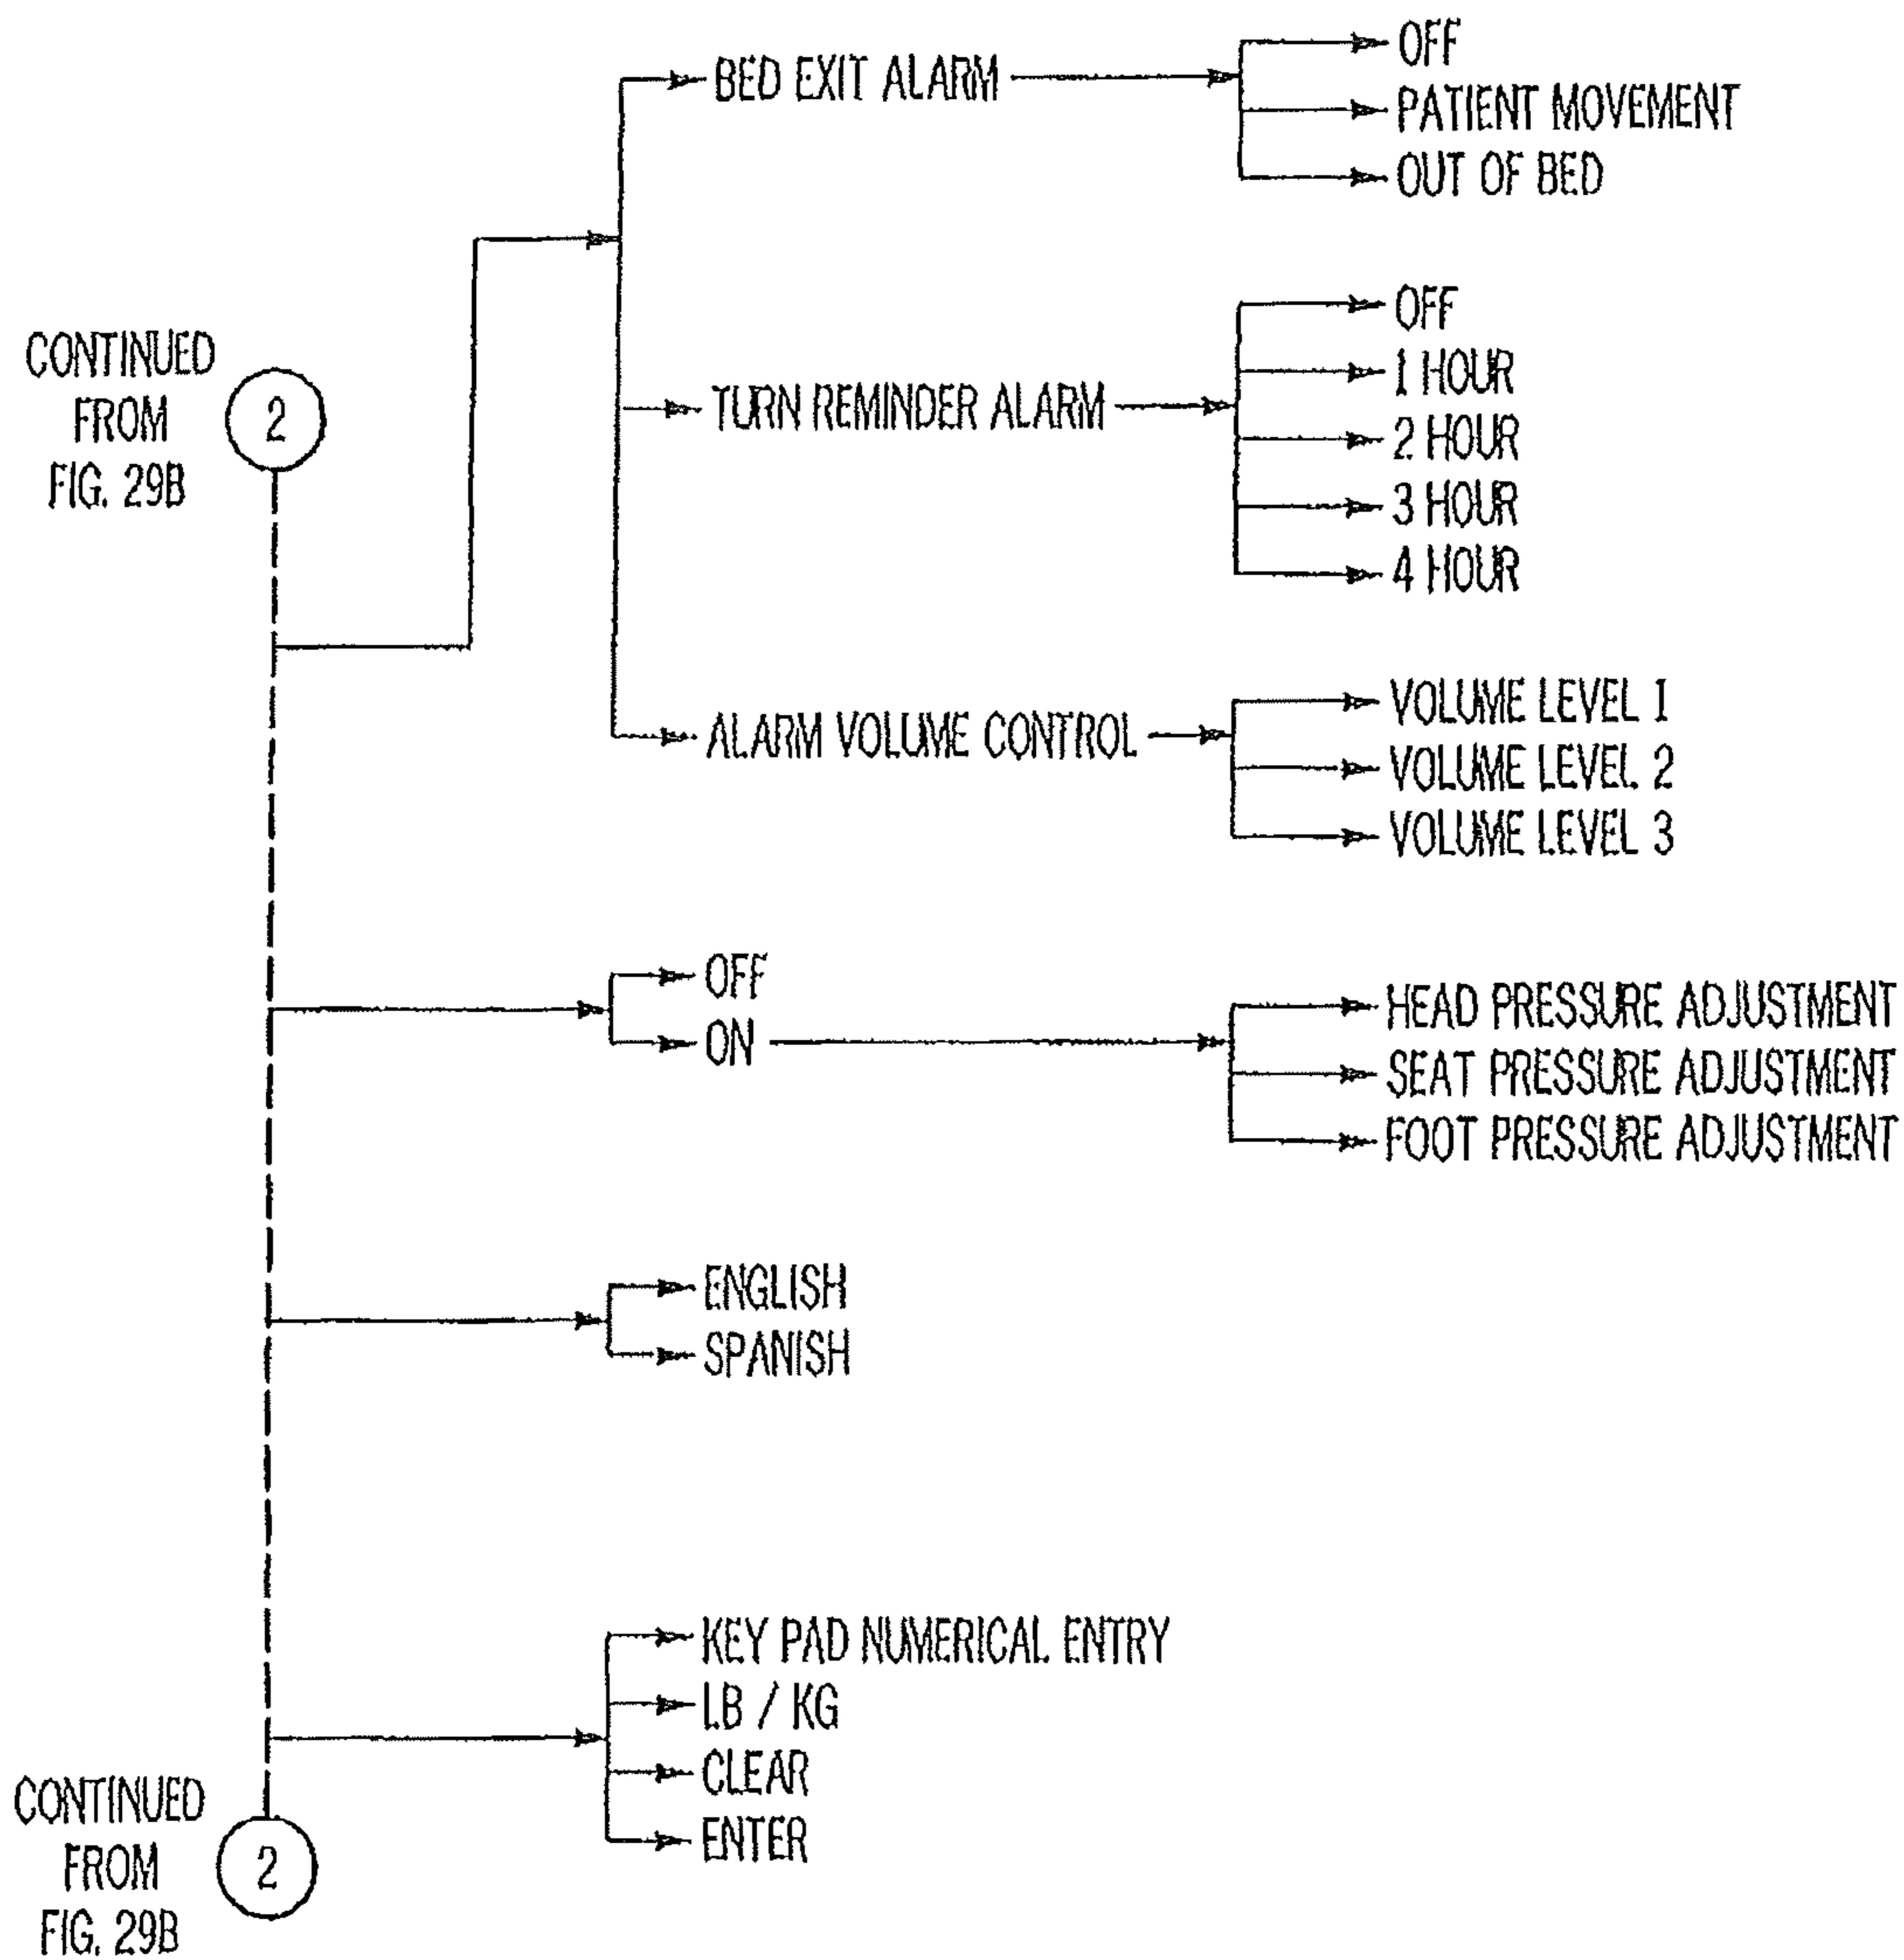 BED EXIT ALARM
OFF
PATIENT MOVEMENT
OUT OF BED
CONTINUED
FROM
FIG. 29B
2
TURN REMINDER ALARM
OFF
1 HOUR
2 HOUR
3 HOUR
4 HOUR
ALARM VOLUME CONTROL
VOLUME LEVEL 1
VOLUME LEVEL 2
VOLUME LEVEL 3
OFF
ON
HEAD PRESSURE ADJUSTMENT
SEAT PRESSURE ADJUSTMENT
FOOT PRESSURE ADJUSTMENT
ENGLISH
SPANISH
KEY PAD NUMERICAL ENTRY
LB / KG
CLEAR
ENTER
CONTINUED
FROM
FIG. 29B
2